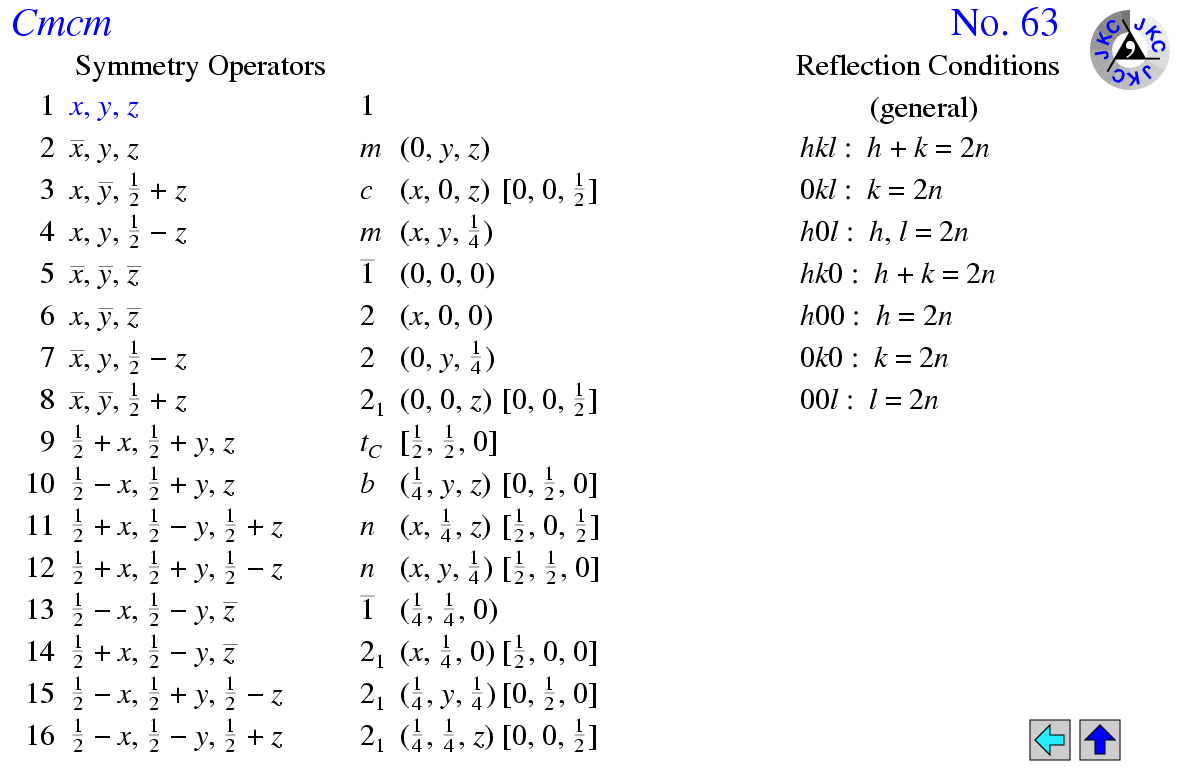 Cmcm No. 63
JKC JKC JKC
Symmetry Operators Reflection Conditions
1 x, y, z 1 (general)
2 x̅, y, z m (0, y, z) hkl : h + k = 2n
3 x, y̅, ½ + z c (x, 0, z) [0, 0, ½] 0kl : k = 2n
4 x, y, ½ − z m (x, y, ¼) h0l : h, l = 2n
5 x̅, y̅, z̅ 1̅ (0, 0, 0) hk0 : h + k = 2n
6 x, y̅, z̅ 2 (x, 0, 0) h00 : h = 2n
7 x̅, y, ½ − z 2 (0, y, ¼) 0k0 : k = 2n
8 x̅, y̅, ½ + z 2₁ (0, 0, z) [0, 0, ½] 00l : l = 2n
9 ½ + x, ½ + y, z t_C [½, ½, 0]
10 ½ − x, ½ + y, z b (¼, y, z) [0, ½, 0]
11 ½ + x, ½ − y, ½ + z n (x, ¼, z) [½, 0, ½]
12 ½ + x, ½ + y, ½ − z n (x, y, ¼) [½, ½, 0]
13 ½ − x, ½ − y, z̅ 1̅ (¼, ¼, 0)
14 ½ + x, ½ − y, z̅ 2₁ (x, ¼, 0) [½, 0, 0]
15 ½ − x, ½ + y, ½ − z 2₁ (¼, y, ¼) [0, ½, 0]
16 ½ − x, ½ − y, ½ + z 2₁ (¼, ¼, z) [0, 0, ½]